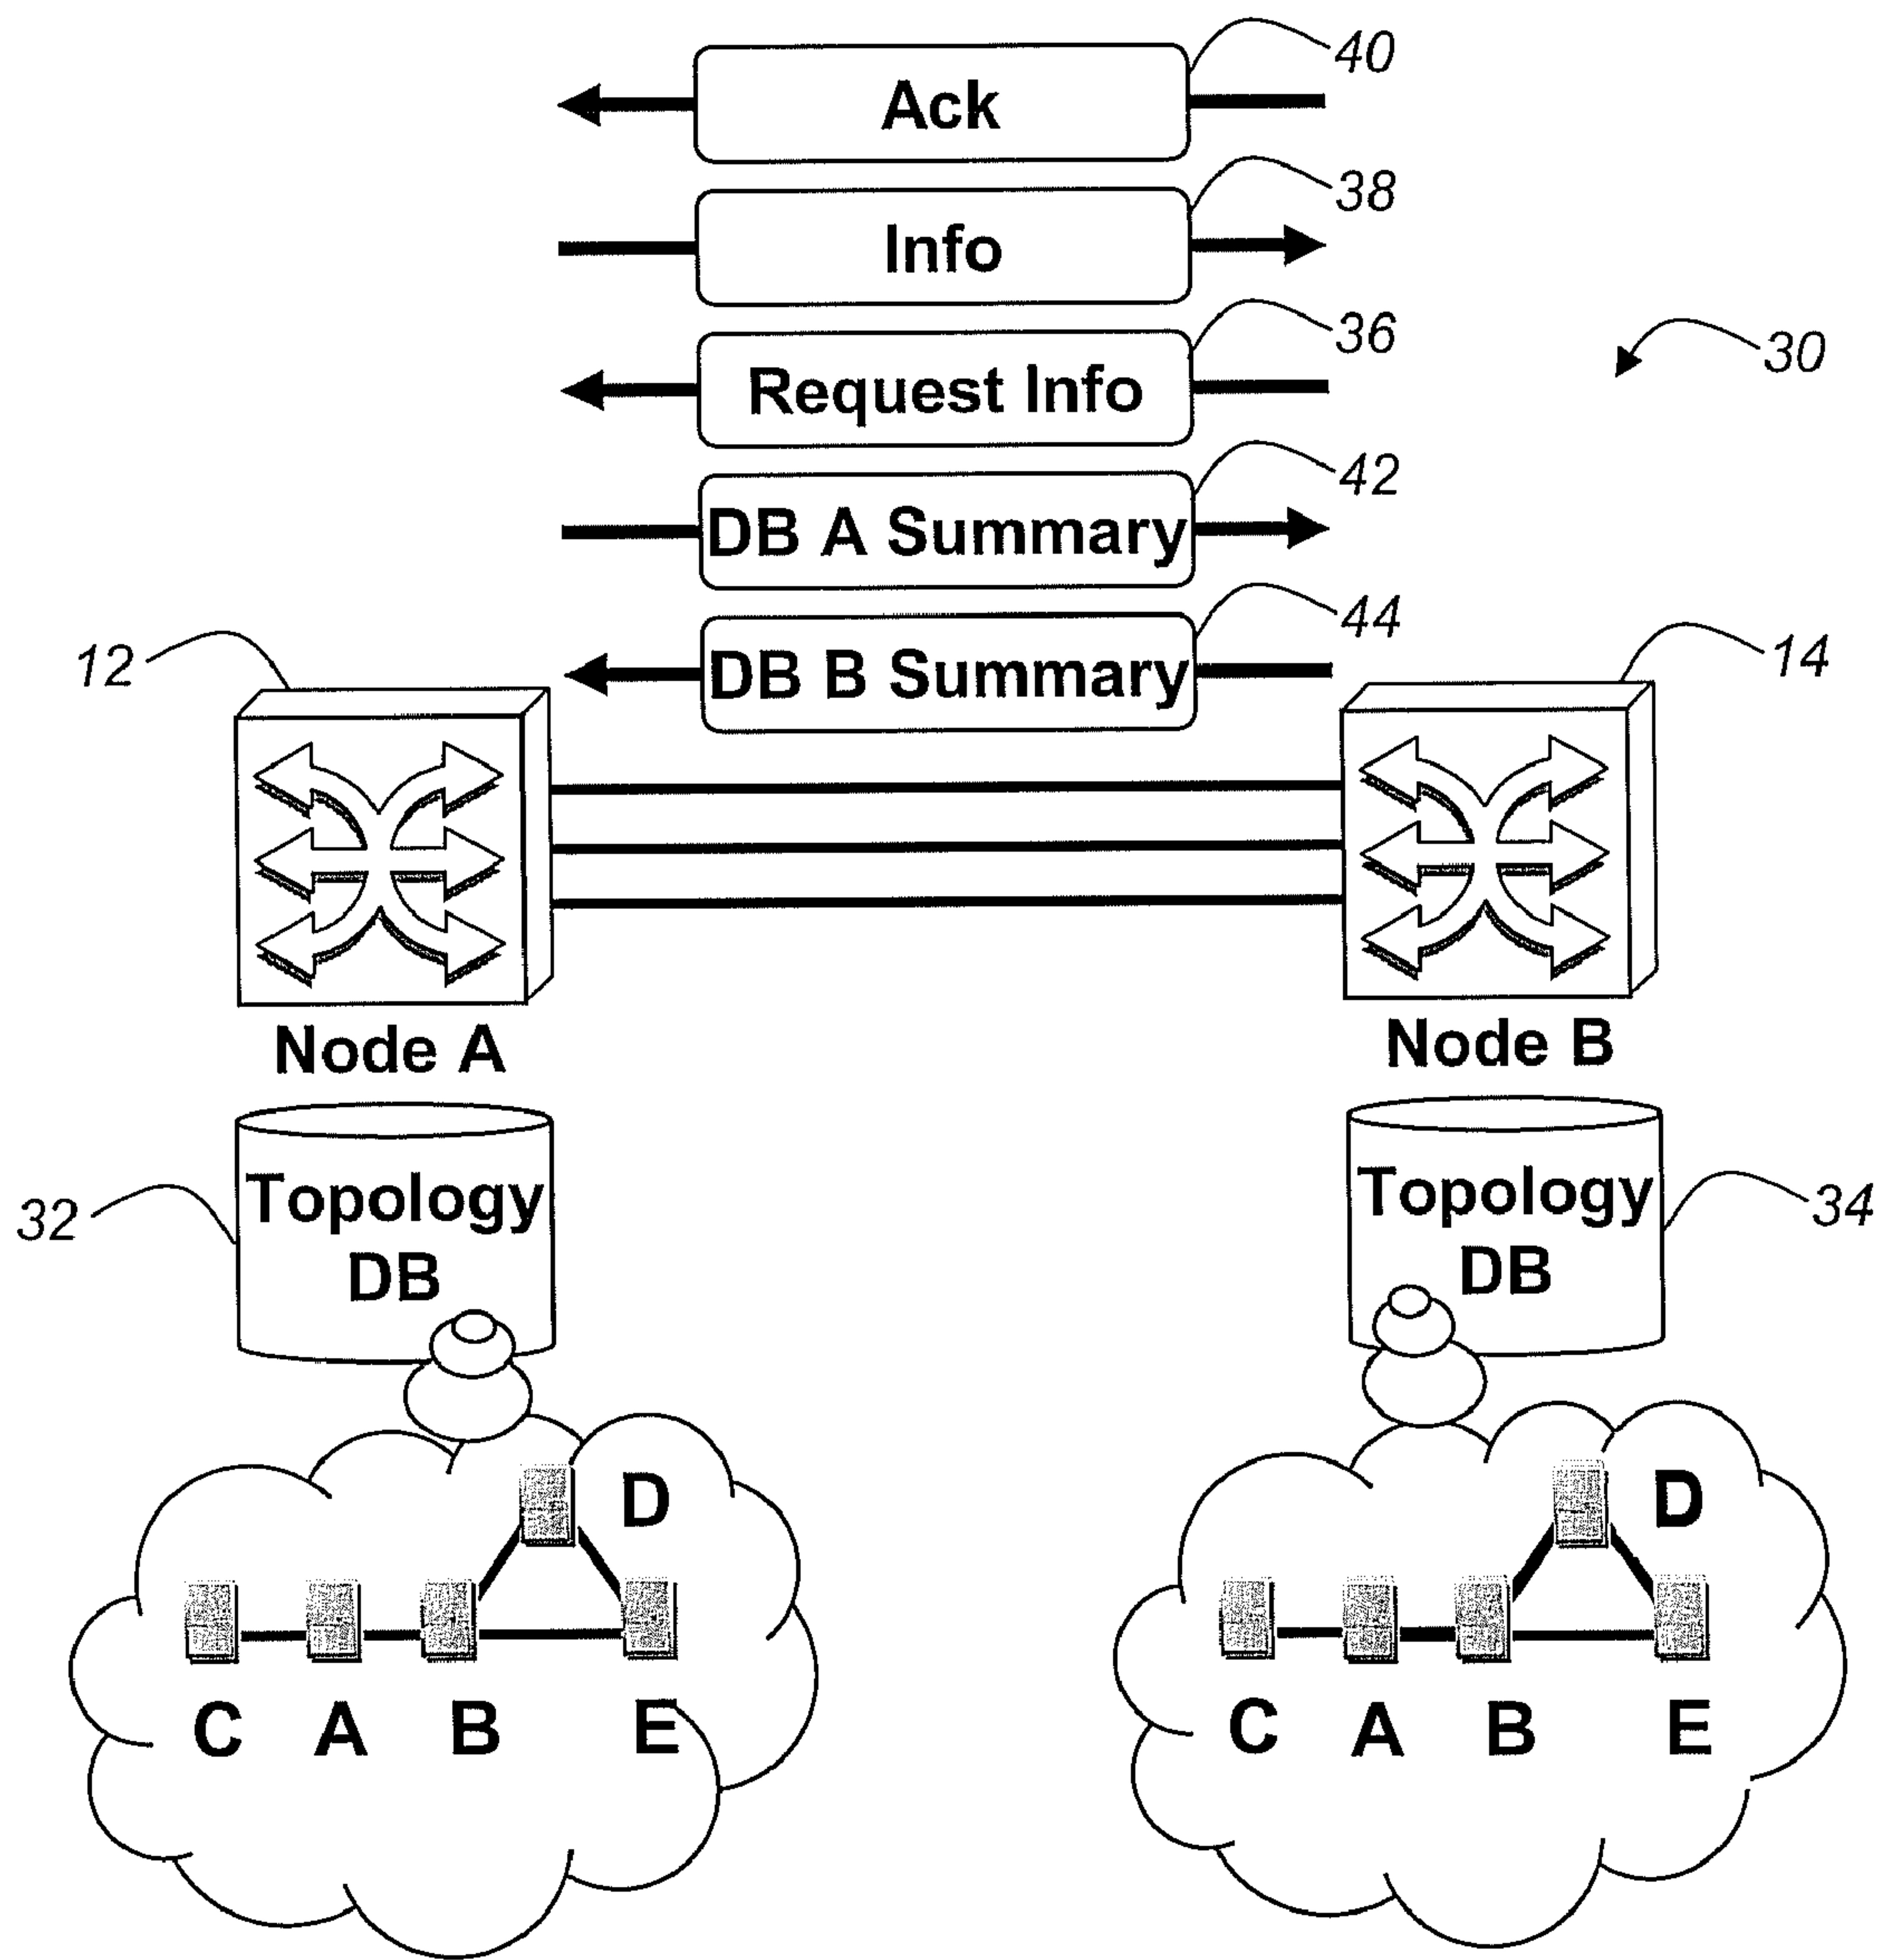 40
Ack
38
Info
36
Request Info
30
42
DB A Summary
44
DB B Summary
12
14
Node A
Node B
32
Topology
DB
34
Topology
DB
D
C A B E
D
C A B E